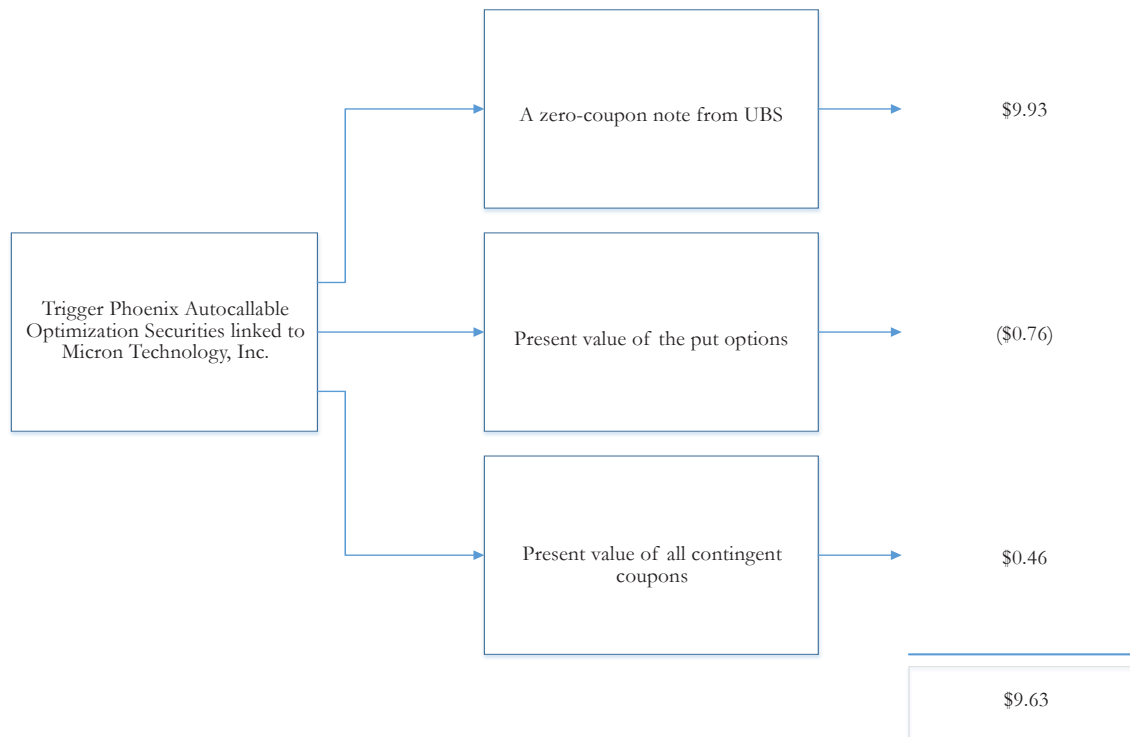 A zero-coupon note from UBS
$9.93
Trigger Phoenix Autocallable
Optimization Securities linked to
Micron Technology, Inc.
Present value of the put options
($0.76)
Present value of all contingent
coupons
$0.46
$9.63